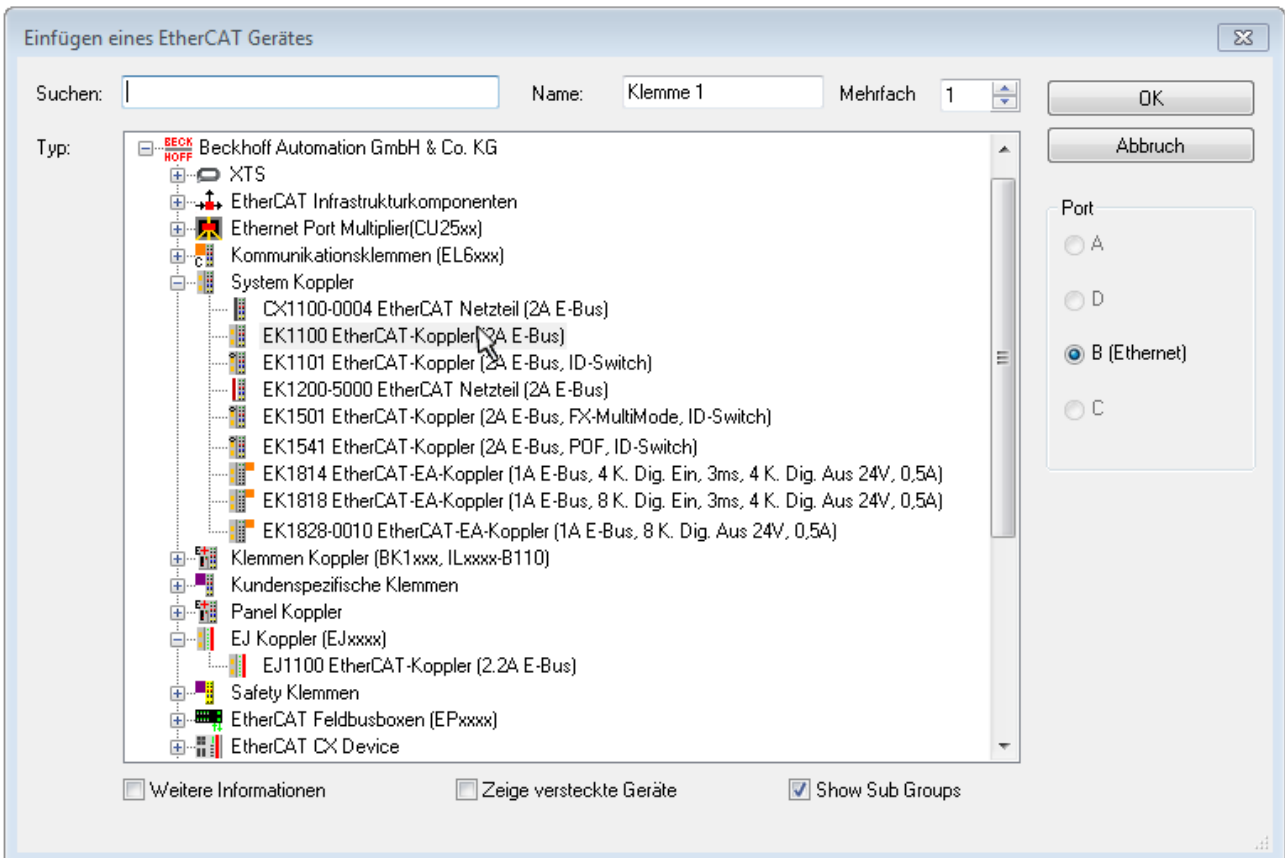 Einfügen eines EtherCAT Gerätes
Suchen: Name: Klemme 1 Mehrfach 1 OK
Typ: BECKHOFF Beckhoff Automation GmbH & Co. KG Abbruch
XTS
EtherCAT Infrastrukturkomponenten Port
Ethernet Port Multiplier(CU25xx)
A
C Kommunikationsklemmen (EL6xxx)
System Koppler
CX1100-0004 EtherCAT Netzteil (2A E-Bus) D
EK1100 EtherCAT-Koppler (2A E-Bus)
EK1101 EtherCAT-Koppler (2A E-Bus, ID-Switch) B (Ethernet)
EK1200-5000 EtherCAT Netzteil (2A E-Bus)
EK1501 EtherCAT-Koppler (2A E-Bus, FX-MultiMode, ID-Switch) C
EK1541 EtherCAT-Koppler (2A E-Bus, POF, ID-Switch)
EK1814 EtherCAT-EA-Koppler (1A E-Bus, 4 K. Dig. Ein, 3ms, 4 K. Dig. Aus 24V, 0,5A)
EK1818 EtherCAT-EA-Koppler (1A E-Bus, 8 K. Dig. Ein, 3ms, 4 K. Dig. Aus 24V, 0,5A)
EK1828-0010 EtherCAT-EA-Koppler (1A E-Bus, 8 K. Dig. Aus 24V, 0,5A)
Klemmen Koppler (BK1xxx, ILxxxx-B110)
Kundenspezifische Klemmen
Panel Koppler
EJ Koppler (EJxxxx)
EJ1100 EtherCAT-Koppler (2.2A E-Bus)
Safety Klemmen
EtherCAT Feldbusboxen (EPxxxx)
EtherCAT CX Device
Weitere Informationen Zeige versteckte Geräte Show Sub Groups